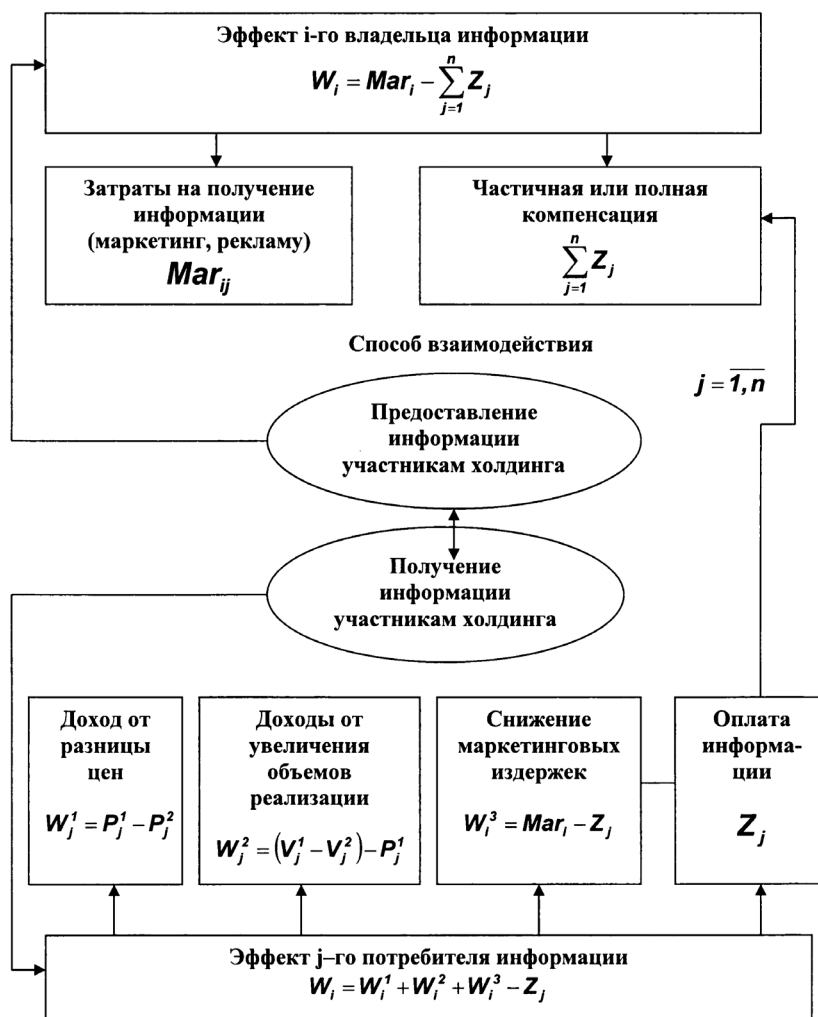 Эффект i-го владельца информации
W_i = Mar_i − ∑_{j=1}^{n} Z_j
Затраты на получение
информации
(маркетинг, рекламу)
Mar_{ij}
Частичная или полная
компенсация
∑_{j=1}^{n} Z_j
Способ взаимодействия
j = \overline{1,n}
Предоставление
информации
участникам холдинга
Получение
информации
участникам холдинга
Доход от
разницы
цен
W_j^1 = P_j^1 − P_j^2
Доходы от
увеличения
объемов
реализации
W_j^2 = (V_j^1 − V_j^2) − P_j^1
Снижение
маркетинговых
издержек
W_i^3 = Mar_i − Z_j
Оплата
информа-
ции
Z_j
Эффект j–го потребителя информации
W_i = W_i^1 + W_i^2 + W_i^3 − Z_j